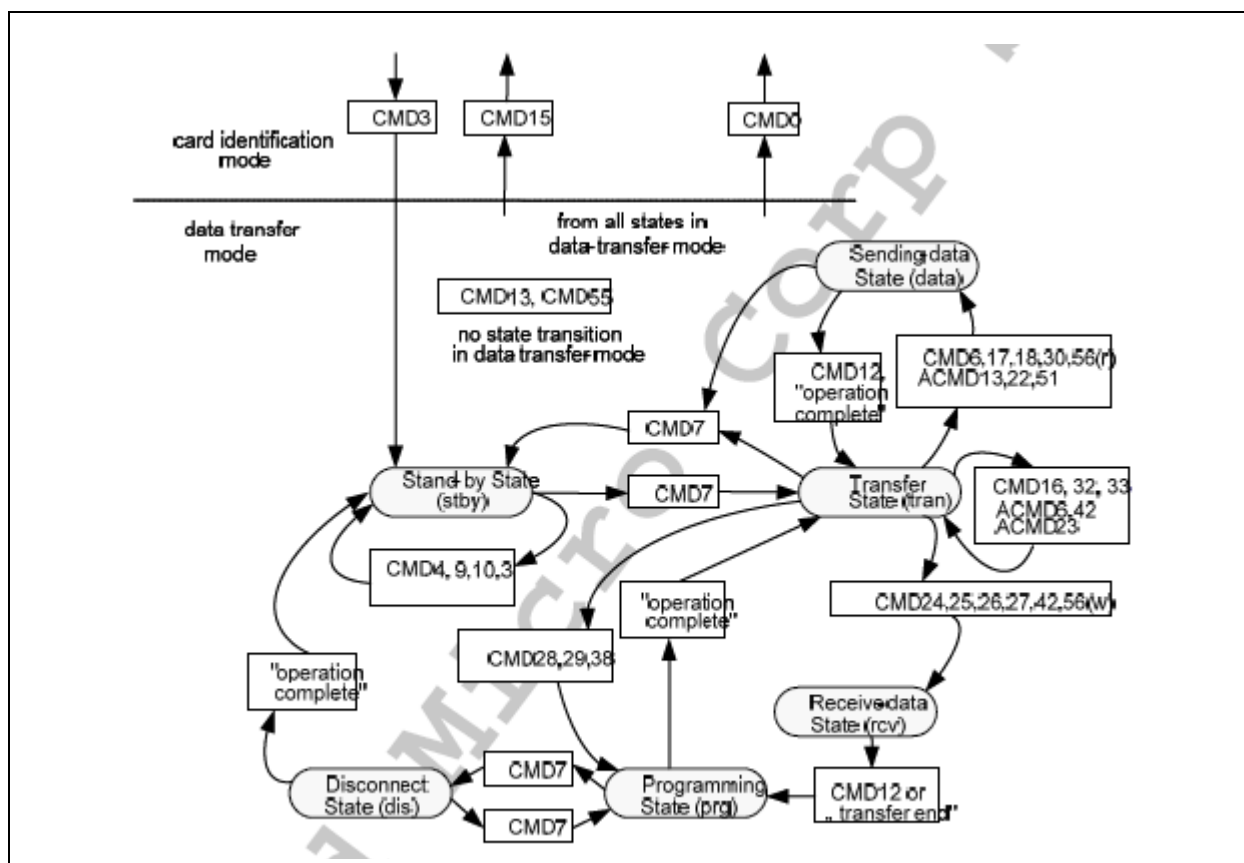 CMD3
CMD15
CMD0
card identification
mode
data transfer
mode
from all states in
data-transfer mode
Sending-data
State (data)
CMD13, CMD55
no state transition
in data transfer mode
CMD12,
"operation
complete"
CMD6,17,18,30,56(r)
ACMD13,22,51
CMD7
Stand-by State
(stby)
CMD7
Transfer
State (tran)
CMD16, 32, 33
ACMD6,42
ACMD23
CMD4, 9,10,3
CMD24,25,26,27,42,56(w)
"operation
complete"
CMD28,29,38
"operation
complete"
Receive-data
State (rcv)
Disconnect
State (dis)
CMD7
CMD7
Programming
State (prg)
CMD12 or
„ transfer end"
Micro Corp